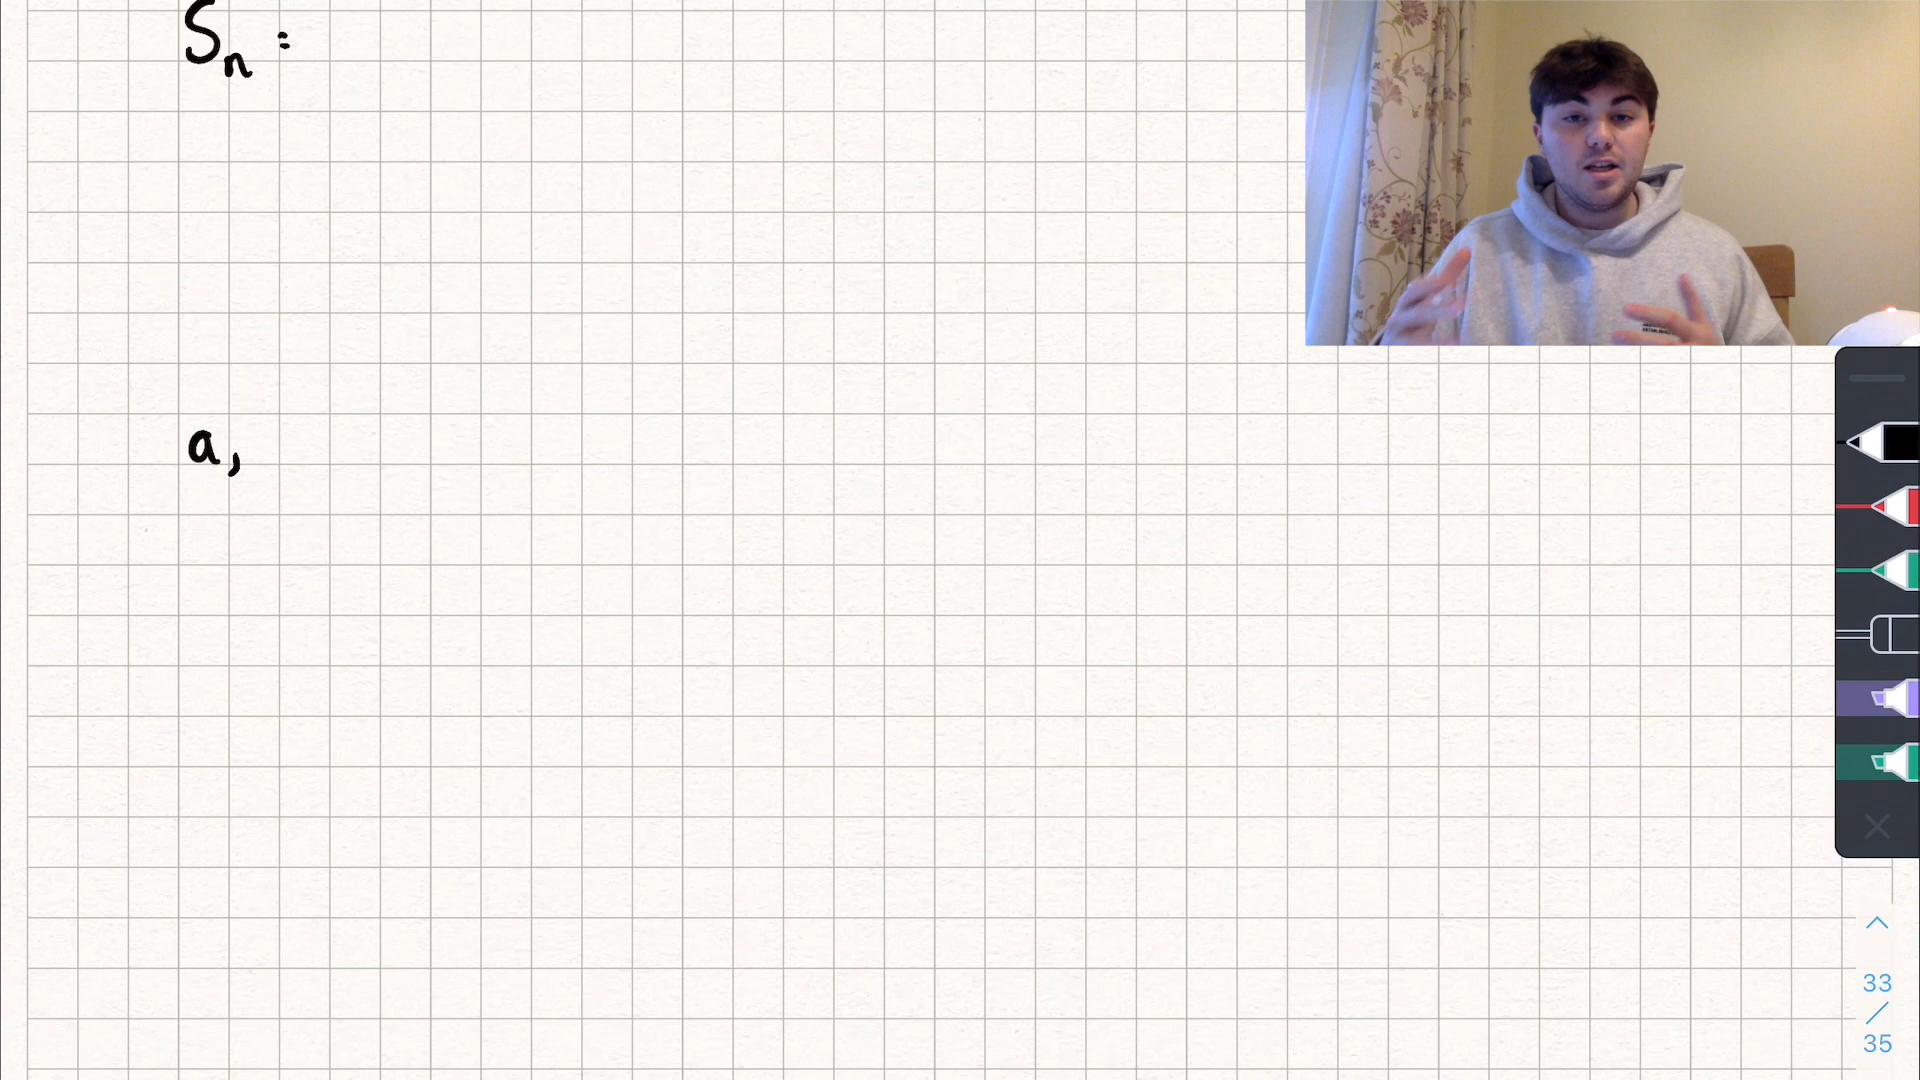 Sₙ =
a,
33
/
35